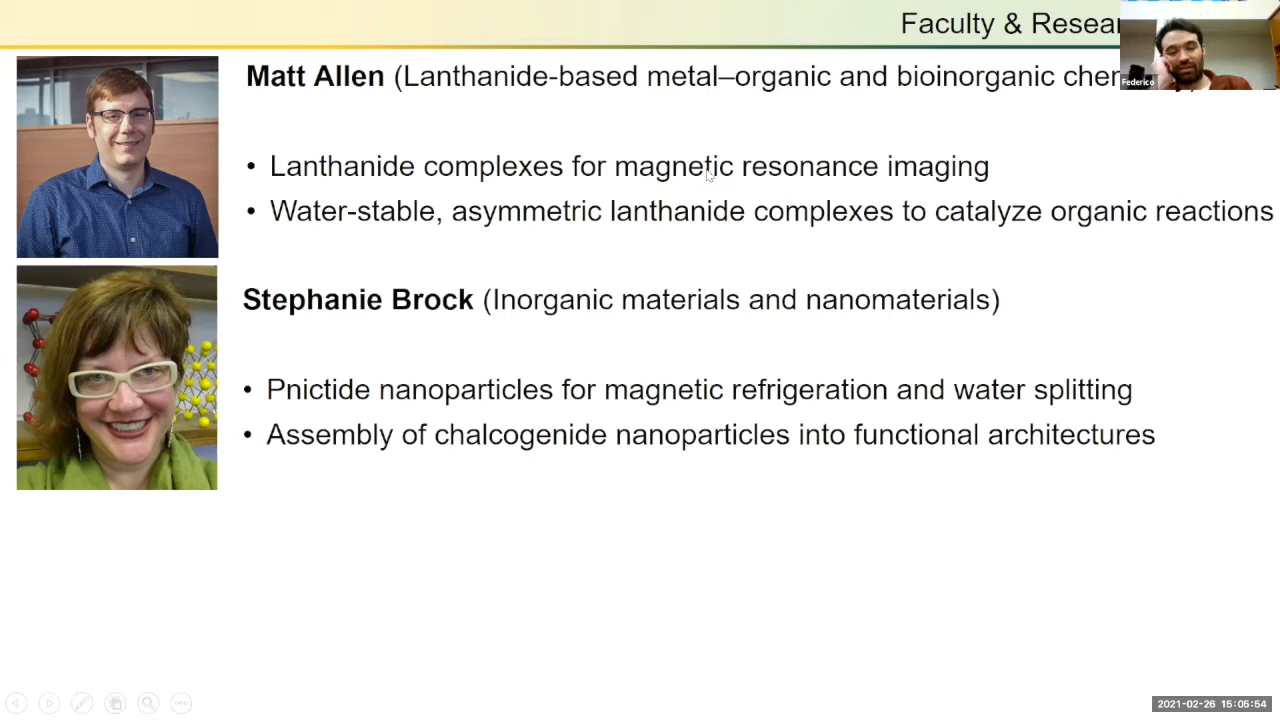 Faculty & Resear
Federico
Matt Allen (Lanthanide-based metal–organic and bioinorganic chem
• Lanthanide complexes for magnetic resonance imaging
• Water-stable, asymmetric lanthanide complexes to catalyze organic reactions
Stephanie Brock (Inorganic materials and nanomaterials)
• Pnictide nanoparticles for magnetic refrigeration and water splitting
• Assembly of chalcogenide nanoparticles into functional architectures
2021-02-26 15:05:54